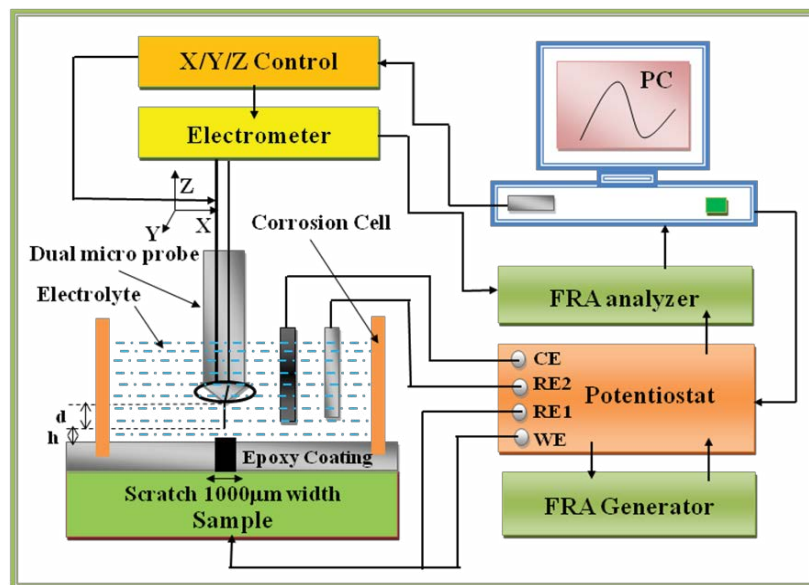 X/Y/Z Control
PC
Electrometer
Z
X
Y
Corrosion Cell
Dual micro probe
Electrolyte
FRA analyzer
CE
RE2
RE1
WE
Potentiostat
d
h
Epoxy Coating
Scratch 1000μm width
Sample
FRA Generator